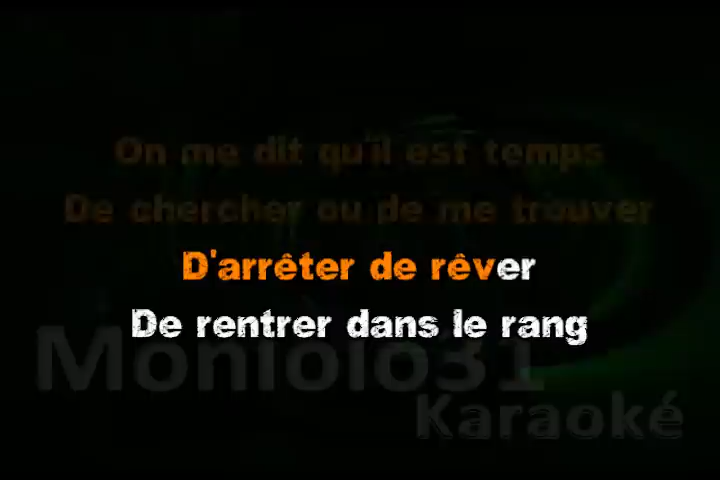 On me dit qu'il est temps
De chercher ou de me trouver
D'arrêter de rêver
De rentrer dans le rang
Monlolo31
Karaoké